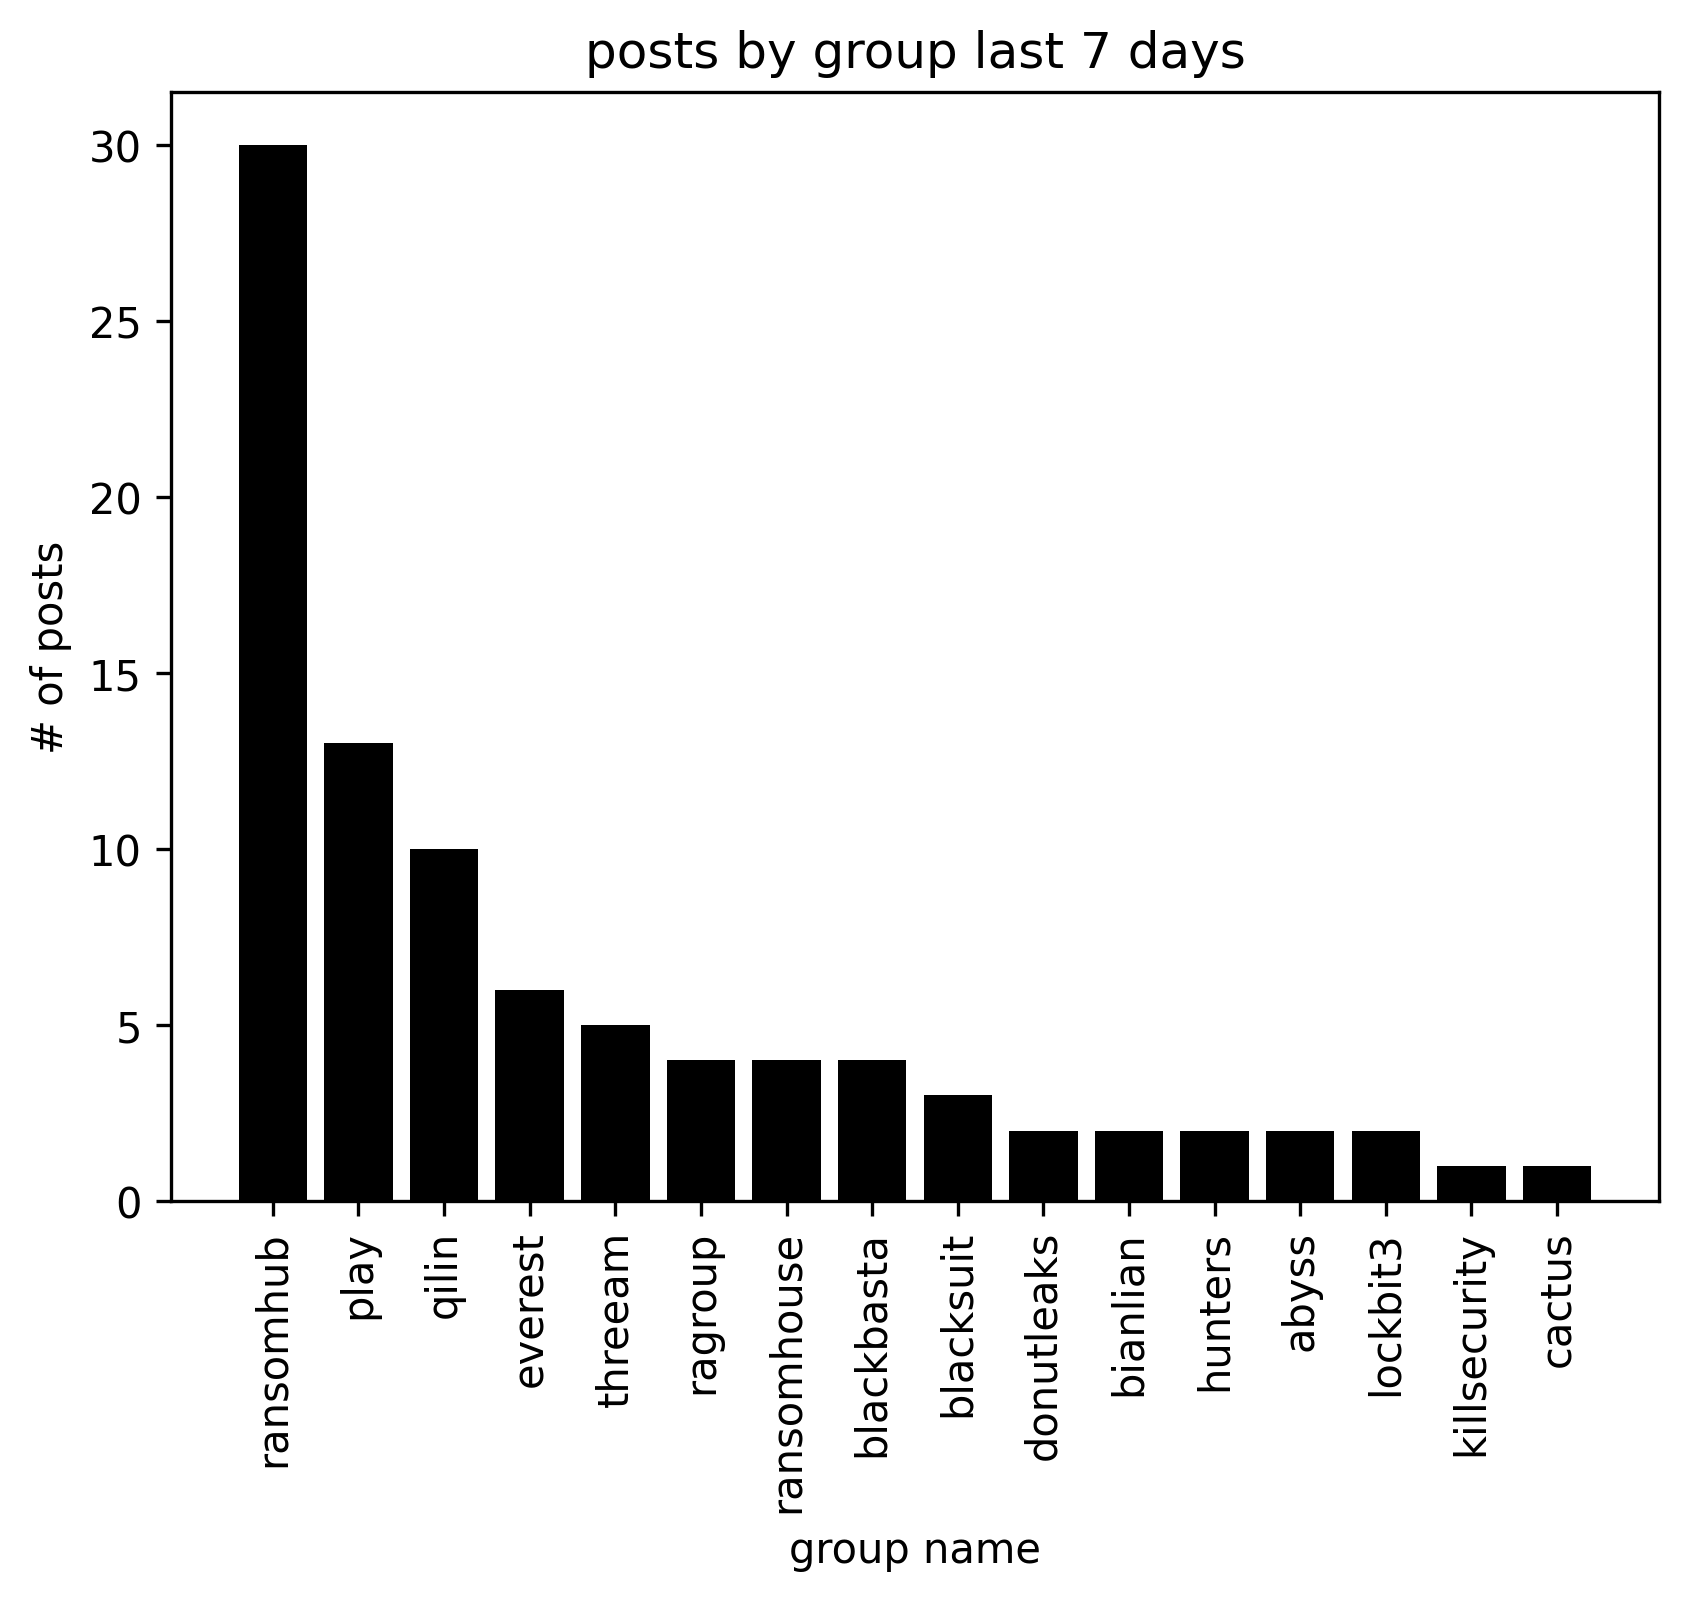 posts by group last 7 days
30
25
20
15
10
5
0
# of posts
ransomhub
play
qilin
everest
threeam
ragroup
ransomhouse
blackbasta
blacksuit
donutleaks
bianlian
hunters
abyss
lockbit3
killsecurity
cactus
group name